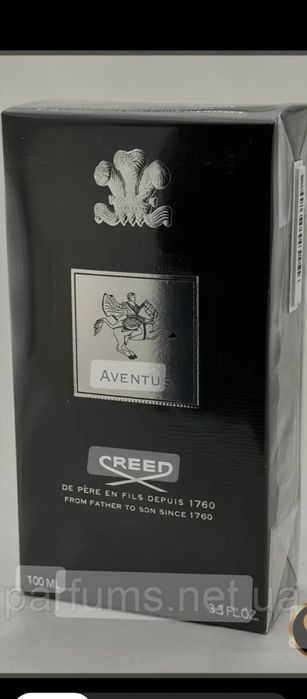 AVENTUS
CREED
DE PÈRE EN FILS DEPUIS 1760
FROM FATHER TO SON SINCE 1760
100 ML
3.3 FL.OZ.
parfums.net.ua